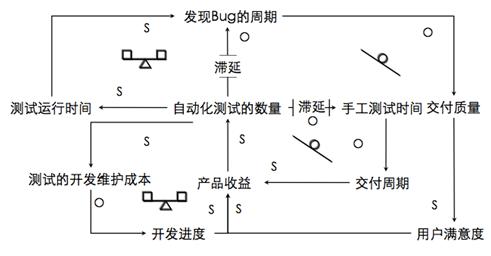 S
发现Bug的周期
O
滞延
S
测试运行时间
S
自动化测试的数量
滞延
手工测试时间
交付质量
O
O
S
S
S
测试的开发维护成本
产品收益
S
交付周期
O
S
S
S
开发进度
用户满意度